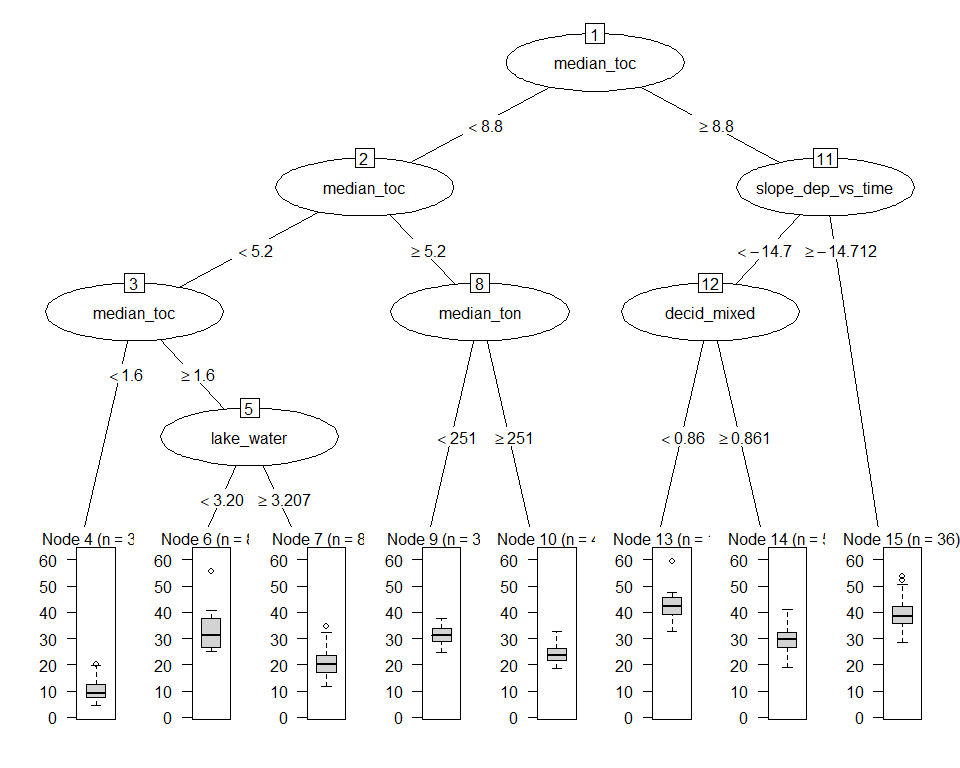 1
median_toc
< 8.8
≥ 8.8
2
median_toc
11
slope_dep_vs_time
< 5.2
≥ 5.2
< −14.7
≥ −14.712
3
median_toc
8
median_ton
12
decid_mixed
< 1.6
≥ 1.6
5
lake_water
< 251
≥ 251
< 0.86
≥ 0.861
< 3.20
≥ 3.207
Node 4 (n = 3
Node 6 (n =
Node 7 (n = 8
Node 9 (n = 3
Node 10 (n = 4
Node 13 (n =
Node 14 (n =
Node 15 (n = 36)
60 60 60 60 60 60 60 60
50 50 50 50 50 50 50 50
40 40 40 40 40 40 40 40
30 30 30 30 30 30 30 30
20 20 20 20 20 20 20 20
10 10 10 10 10 10 10 10
0 0 0 0 0 0 0 0